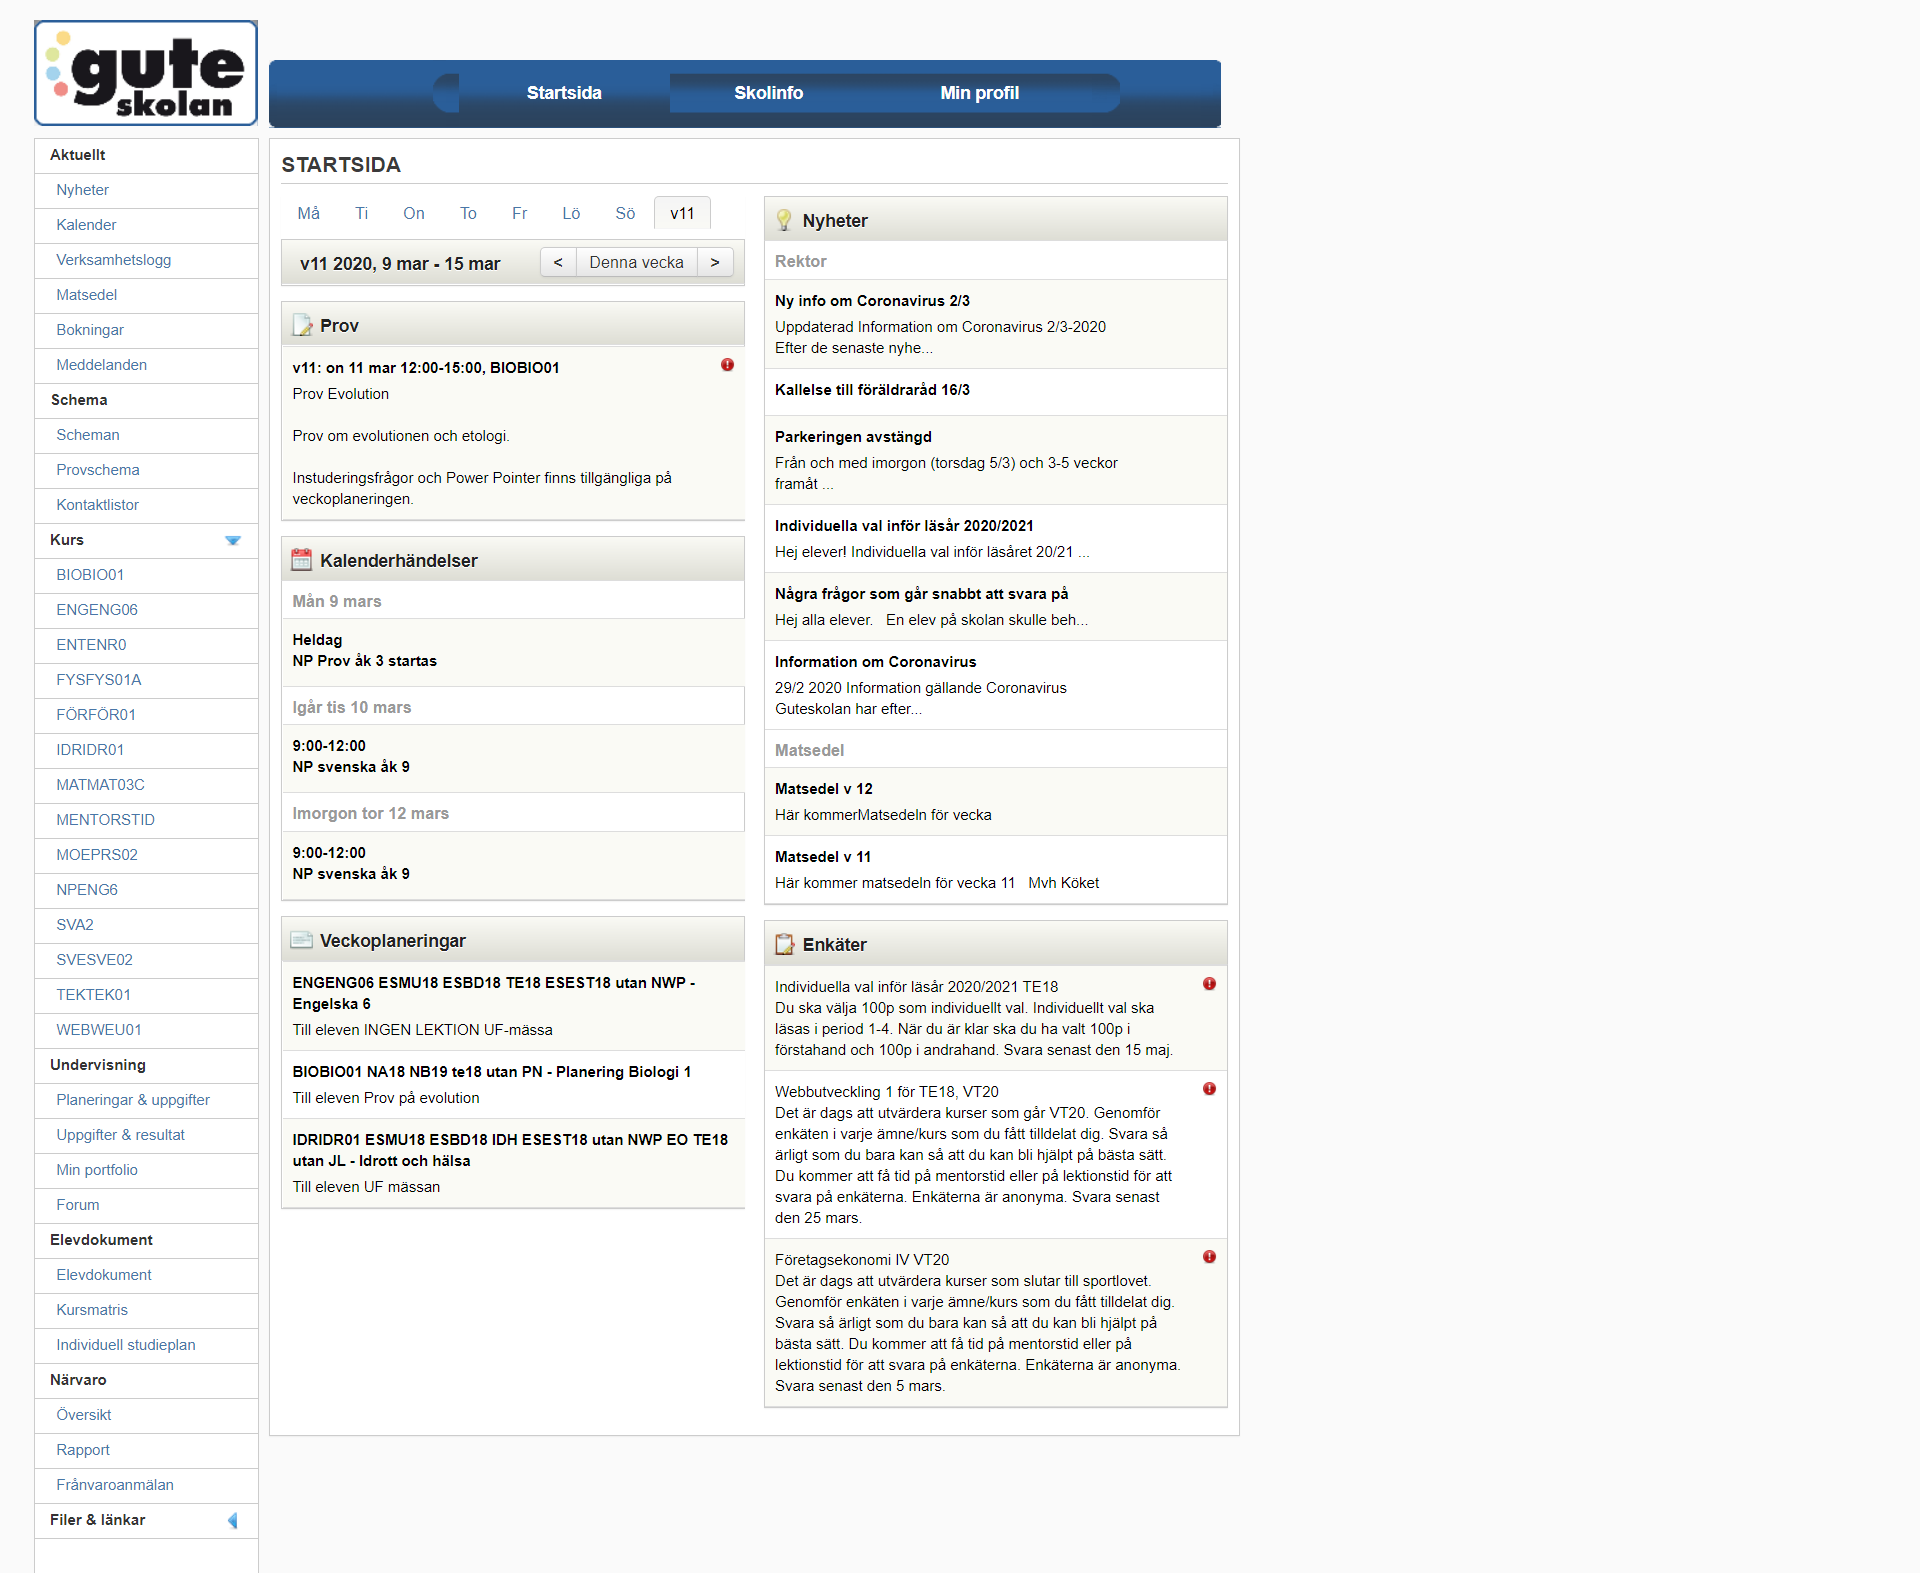 gute
skolan
Startsida
Skolinfo
Min profil
Aktuellt
Nyheter
Kalender
Verksamhetslogg
Matsedel
Bokningar
Meddelanden
Schema
Scheman
Provschema
Kontaktlistor
Kurs
BIOBIO01
ENGENG06
ENTENR0
FYSFYS01A
FÖRFÖR01
IDRIDR01
MATMAT03C
MENTORSTID
MOEPRS02
NPENG6
SVA2
SVESVE02
TEKTEK01
WEBWEU01
Undervisning
Planeringar & uppgifter
Uppgifter & resultat
Min portfolio
Forum
Elevdokument
Elevdokument
Kursmatris
Individuell studieplan
Närvaro
Översikt
Rapport
Frånvaroanmälan
Filer & länkar
STARTSIDA
Må Ti On To Fr Lö Sö v11
v11 2020, 9 mar - 15 mar
< Denna vecka >
Prov
v11: on 11 mar 12:00-15:00, BIOBIO01
Prov Evolution
Prov om evolutionen och etologi.
Instuderingsfrågor och Power Pointer finns tillgängliga på
veckoplaneringen.
Kalenderhändelser
Mån 9 mars
Heldag
NP Prov åk 3 startas
Igår tis 10 mars
9:00-12:00
NP svenska åk 9
Imorgon tor 12 mars
9:00-12:00
NP svenska åk 9
Veckoplaneringar
ENGENG06 ESMU18 ESBD18 TE18 ESEST18 utan NWP -
Engelska 6
Till eleven INGEN LEKTION UF-mässa
BIOBIO01 NA18 NB19 te18 utan PN - Planering Biologi 1
Till eleven Prov på evolution
IDRIDR01 ESMU18 ESBD18 IDH ESEST18 utan NWP EO TE18
utan JL - Idrott och hälsa
Till eleven UF mässan
Nyheter
Rektor
Ny info om Coronavirus 2/3
Uppdaterad Information om Coronavirus 2/3-2020
Efter de senaste nyhe...
Kallelse till föräldraråd 16/3
Parkeringen avstängd
Från och med imorgon (torsdag 5/3) och 3-5 veckor
framåt ...
Individuella val inför läsår 2020/2021
Hej elever! Individuella val inför läsåret 20/21 ...
Några frågor som går snabbt att svara på
Hej alla elever. En elev på skolan skulle beh...
Information om Coronavirus
29/2 2020 Information gällande Coronavirus
Guteskolan har efter...
Matsedel
Matsedel v 12
Här kommerMatsedeln för vecka
Matsedel v 11
Här kommer matsedeln för vecka 11 Mvh Köket
Enkäter
Individuella val inför läsår 2020/2021 TE18
Du ska välja 100p som individuellt val. Individuellt val ska
läsas i period 1-4. När du är klar ska du ha valt 100p i
förstahand och 100p i andrahand. Svara senast den 15 maj.
Webbutveckling 1 för TE18, VT20
Det är dags att utvärdera kurser som går VT20. Genomför
enkäten i varje ämne/kurs som du fått tilldelat dig. Svara så
ärligt som du bara kan så att du kan bli hjälpt på bästa sätt.
Du kommer att få tid på mentorstid eller på lektionstid för att
svara på enkäterna. Enkäterna är anonyma. Svara senast
den 25 mars.
Företagsekonomi IV VT20
Det är dags att utvärdera kurser som slutar till sportlovet.
Genomför enkäten i varje ämne/kurs som du fått tilldelat dig.
Svara så ärligt som du bara kan så att du kan bli hjälpt på
bästa sätt. Du kommer att få tid på mentorstid eller på
lektionstid för att svara på enkäterna. Enkäterna är anonyma.
Svara senast den 5 mars.